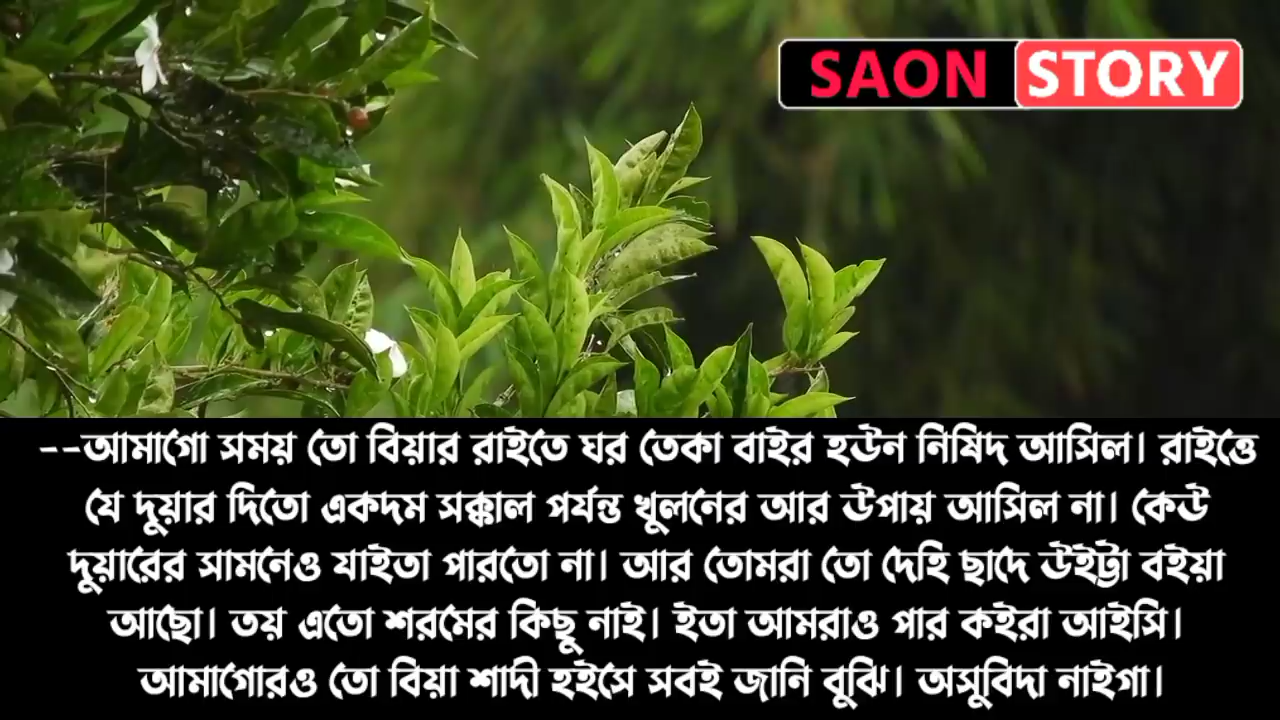 SAON STORY
--আমাগো সময় তো বিয়ার রাইতে ঘর তেকা বাইর হউন নিষিদ আসিল। রাইত্তে
যে দুয়ার দিতো একদম সক্কাল পর্যন্ত খুলনের আর উপায় আসিল না। কেউ
দুয়ারের সামনেও যাইতা পারতো না। আর তোমরা তো দেহি ছাদে উইট্টা বইয়া
আছো। তয় এতো শরমের কিছু নাই। ইতা আমরাও পার কইরা আইসি।
আমাগোরও তো বিয়া শাদী হইসে সবই জানি বুঝি। অসুবিদা নাইগা।